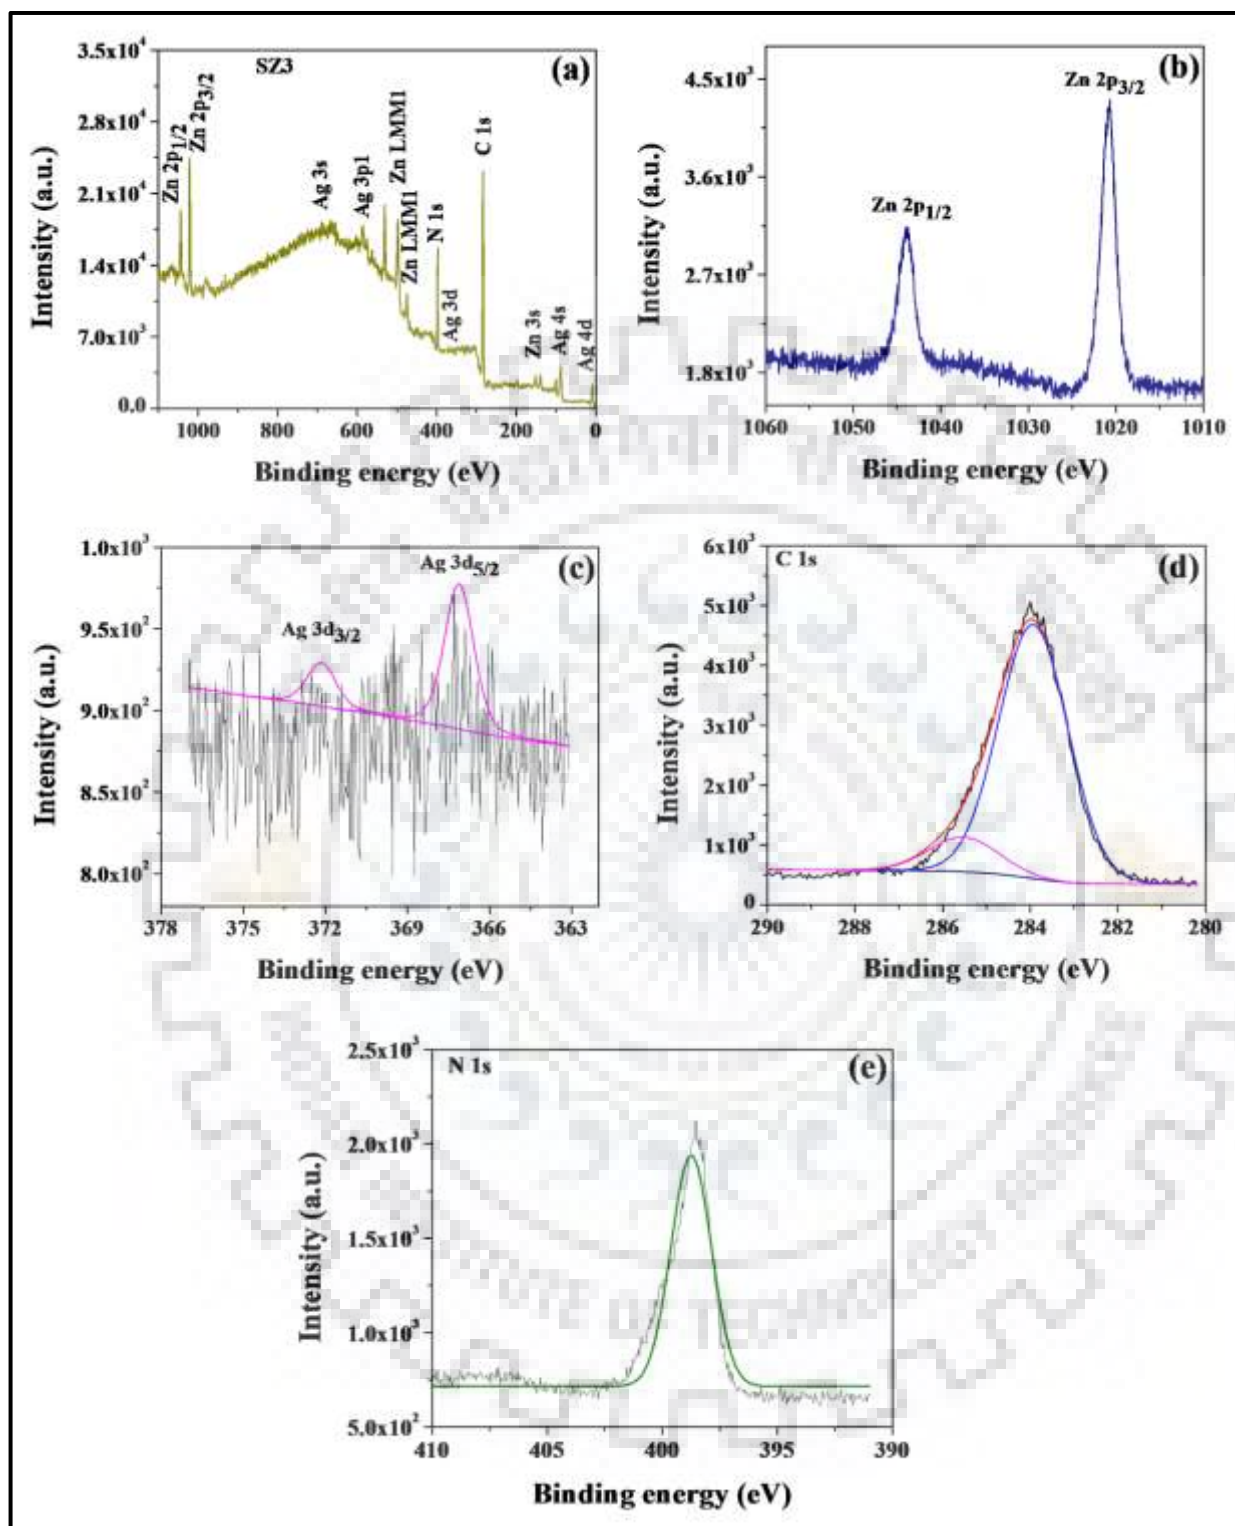 SZ3
(a)
3.5x10⁴
2.8x10⁴
2.1x10⁴
1.4x10⁴
7.0x10³
0.0
Intensity (a.u.)
Zn 2p1/2
Zn 2p3/2
Ag 3s
Ag 3p1
Zn LMM1
Zn LMM1
N 1s
Ag 3d
C 1s
Zn 3s
Ag 4s
Ag 4d
1000 800 600 400 200 0
Binding energy (eV)
(b)
4.5x10³
3.6x10³
2.7x10³
1.8x10³
Intensity (a.u.)
Zn 2p3/2
Zn 2p1/2
1060 1050 1040 1030 1020 1010
Binding energy (eV)
(c)
1.0x10³
9.5x10²
9.0x10²
8.5x10²
8.0x10²
Intensity (a.u.)
Ag 3d5/2
Ag 3d3/2
378 375 372 369 366 363
Binding energy (eV)
C 1s
(d)
6x10³
5x10³
4x10³
3x10³
2x10³
1x10³
0
Intensity (a.u.)
290 288 286 284 282 280
Binding energy (eV)
N 1s
(e)
2.5x10³
2.0x10³
1.5x10³
1.0x10³
5.0x10²
Intensity (a.u.)
410 405 400 395 390
Binding energy (eV)